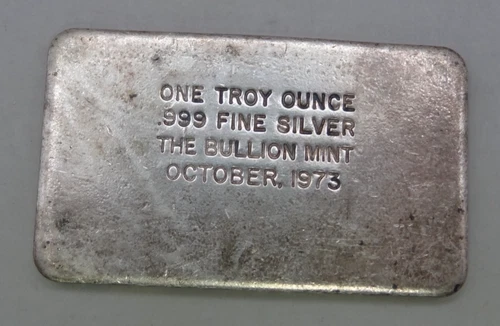 ONE TROY OUNCE
.999 FINE SILVER
THE BULLION MINT
OCTOBER, 1973